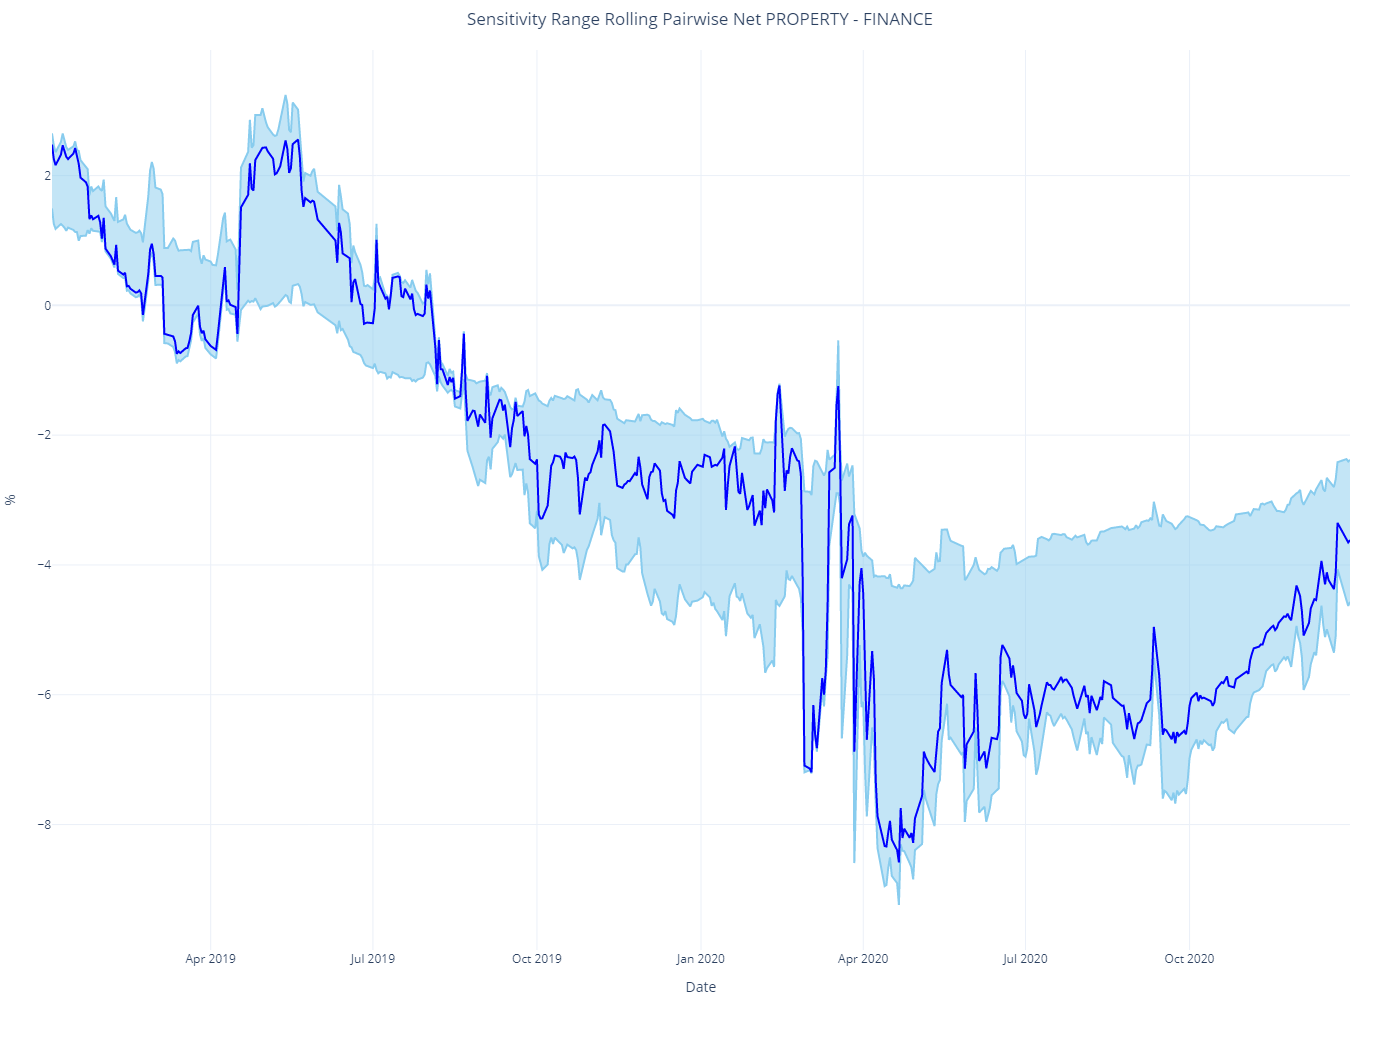 Sensitivity Range Rolling Pairwise Net PROPERTY - FINANCE
%
2
0
−2
−4
−6
−8
Apr 2019
Jul 2019
Oct 2019
Jan 2020
Apr 2020
Jul 2020
Oct 2020
Date